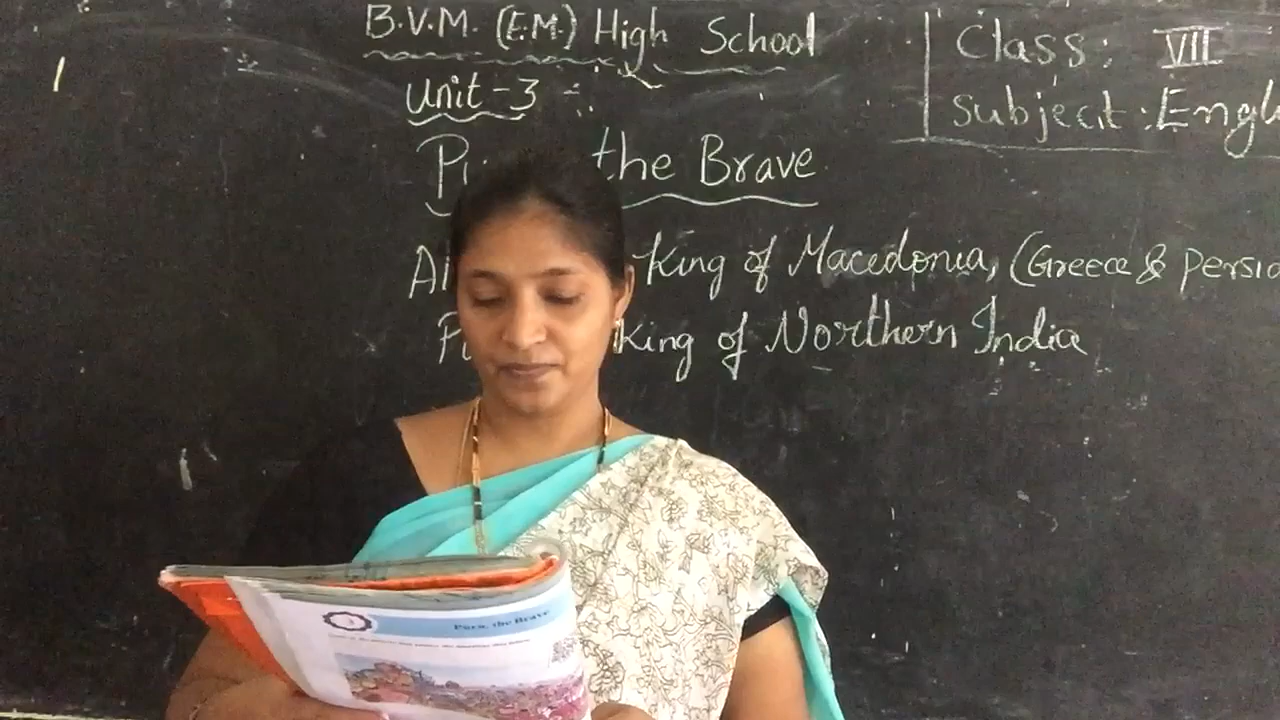 B.V.M. (E.M.) High School
Class: VII
Unit-3 :
Subject: Engl
the Brave
King of Macedonia, (Greece & Persia
King of Northern India
Puru, the Brave